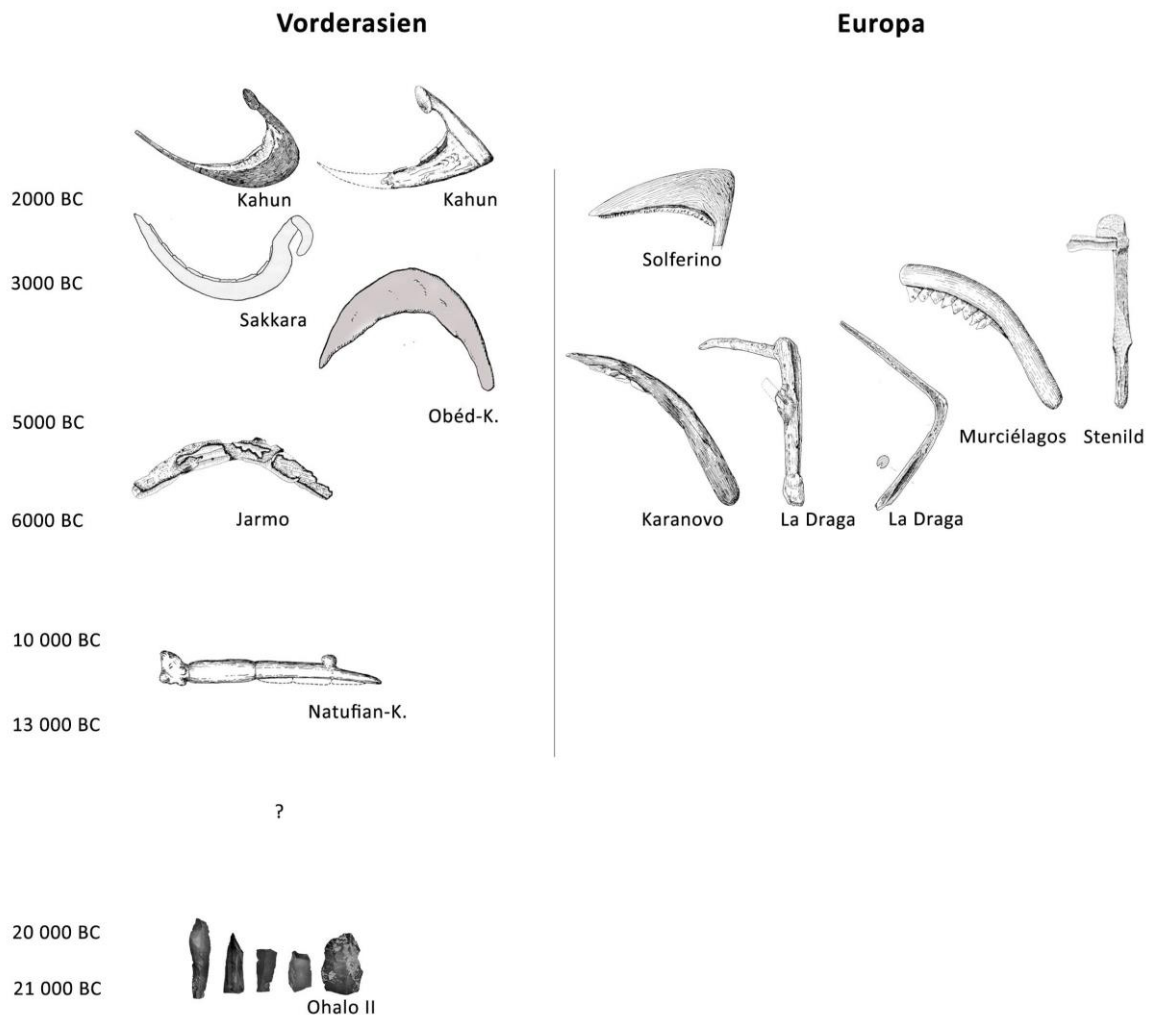 Vorderasien
Europa
2000 BC
Kahun
Kahun
Solferino
3000 BC
Sakkara
Obéd-K.
5000 BC
Murciélagos
Stenild
Jarmo
6000 BC
Karanovo
La Draga
La Draga
10 000 BC
Natufian-K.
13 000 BC
?
20 000 BC
21 000 BC
Ohalo II